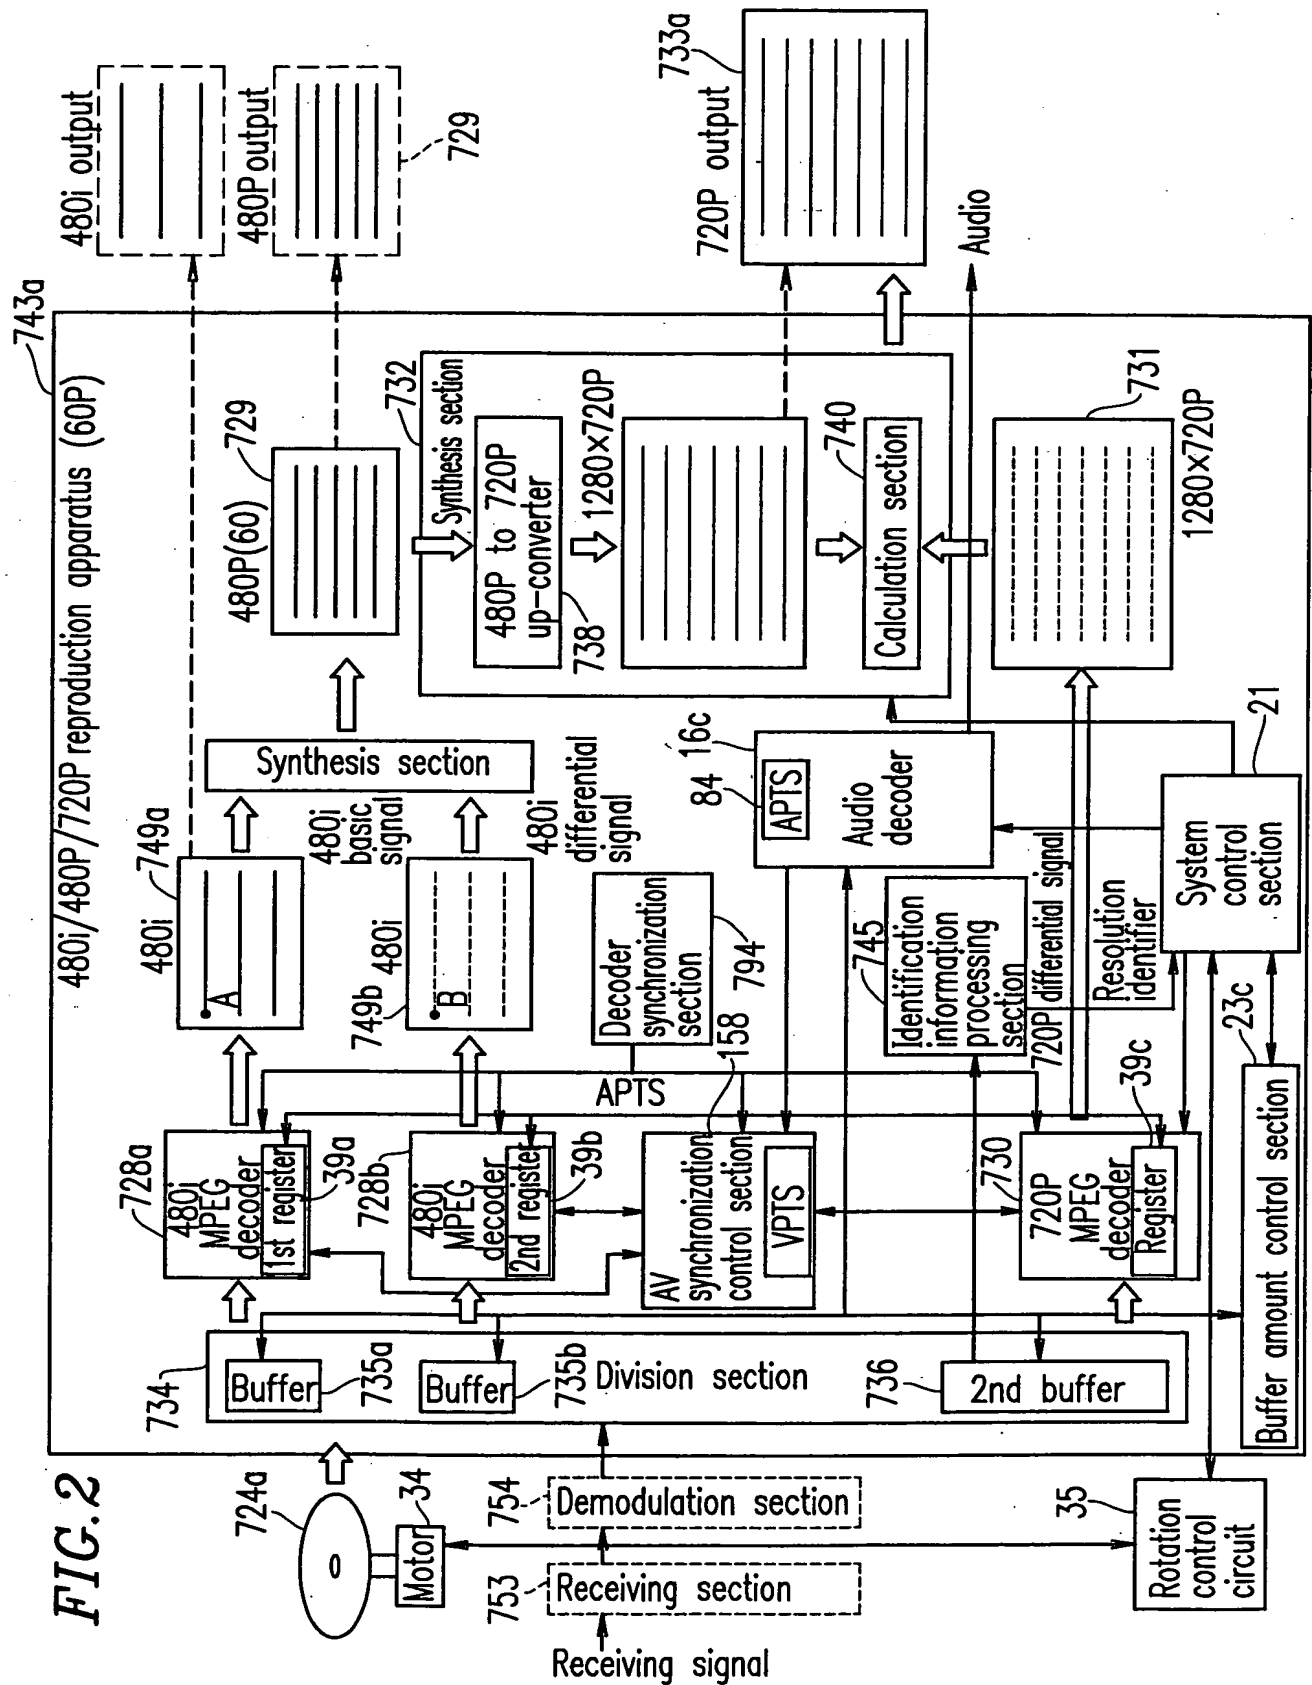 FIG.2
480i/480P/720P reproduction apparatus (60P)
743a
724a
34
Motor
753
Receiving section
Receiving signal
754
Demodulation section
35
Rotation
control
circuit
734
Buffer
735a
Buffer
735b
Division section
736
2nd buffer
728a
480i
MPEG
decoder
1st register
39a
728b
480i
MPEG
decoder
2nd register
39b
AV
synchronization
control section
VPTS
158
730
720P
MPEG
decoder
Register
39c
Buffer amount control section
23c
APTS
749a
480i
A
480i
basic
signal
749b
480i
B
480i
differential
signal
Decoder
synchronization
section
794
745
Identification
information
processing
section
720P differential signal
Resolution
identifier
System
control
section
21
Synthesis section
16c
84
APTS
Audio
decoder
480P(60)
729
732
Synthesis section
480P to 720P
up-converter
738
1280×720P
740
Calculation section
731
1280×720P
480i output
480P output
729
720P output
733a
Audio